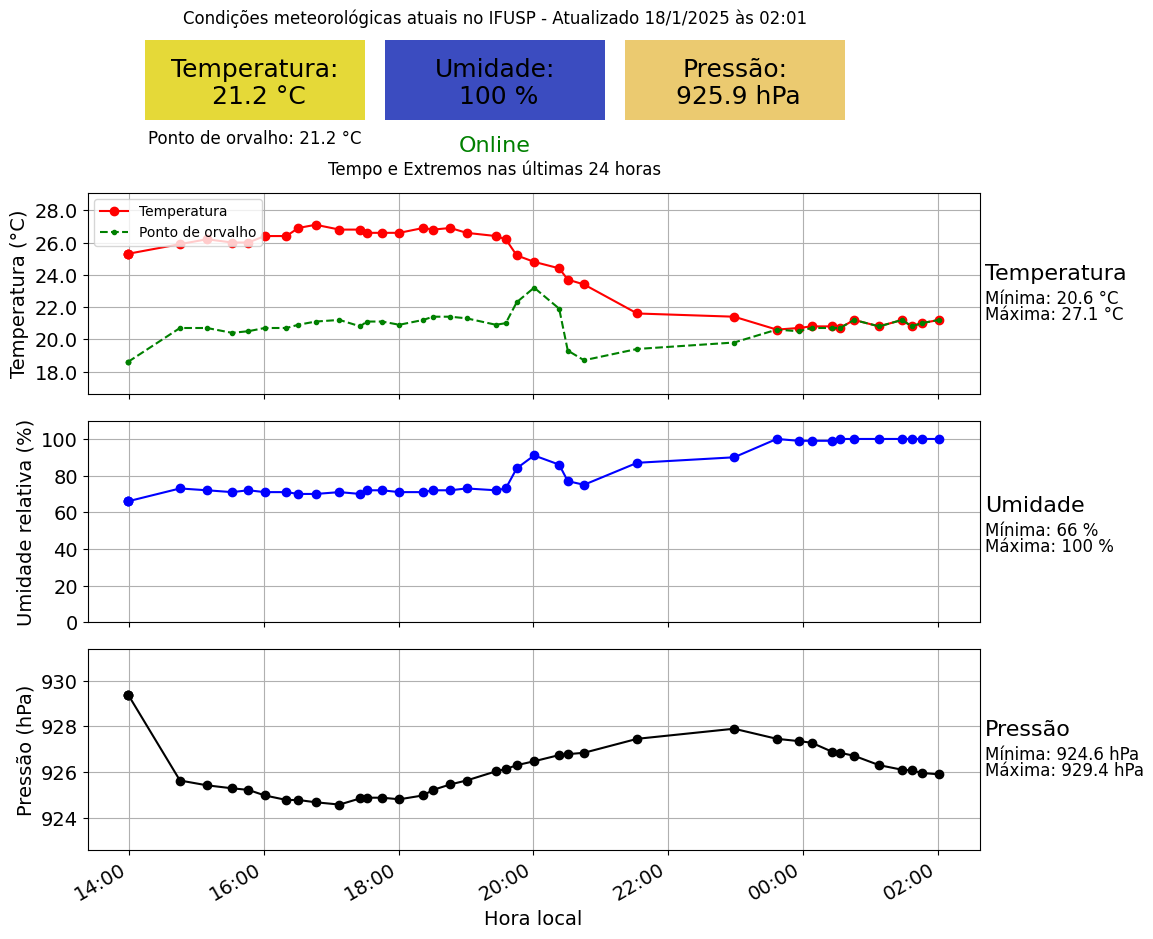 Condições meteorológicas atuais no IFUSP - Atualizado 18/1/2025 às 02:01
Temperatura:
21.2 °C
Umidade:
100 %
Pressão:
925.9 hPa
Ponto de orvalho: 21.2 °C
Online
Tempo e Extremos nas últimas 24 horas
Temperatura (°C)
28.0
26.0
24.0
22.0
20.0
18.0
Temperatura
Ponto de orvalho
Temperatura
Mínima: 20.6 °C
Máxima: 27.1 °C
Umidade relativa (%)
100
80
60
40
20
0
Umidade
Mínima: 66 %
Máxima: 100 %
Pressão (hPa)
930
928
926
924
Pressão
Mínima: 924.6 hPa
Máxima: 929.4 hPa
14:00 16:00 18:00 20:00 22:00 00:00 02:00
Hora local